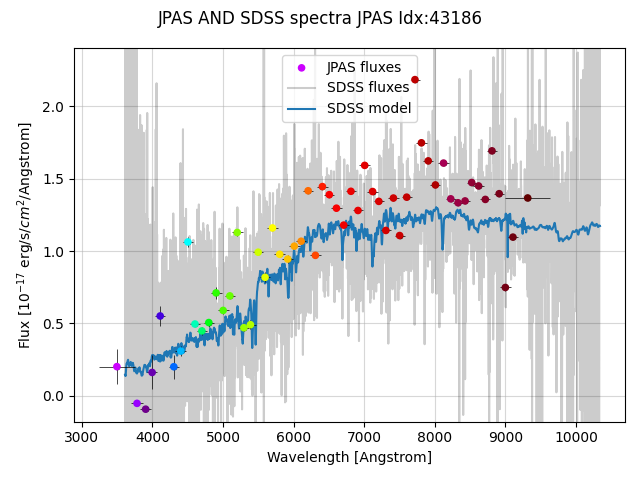 JPAS AND SDSS spectra JPAS Idx:43186
JPAS fluxes
SDSS fluxes
SDSS model
Flux [10⁻¹⁷ erg/s/cm²/Angstrom]
2.0
1.5
1.0
0.5
0.0
3000 4000 5000 6000 7000 8000 9000 10000
Wavelength [Angstrom]